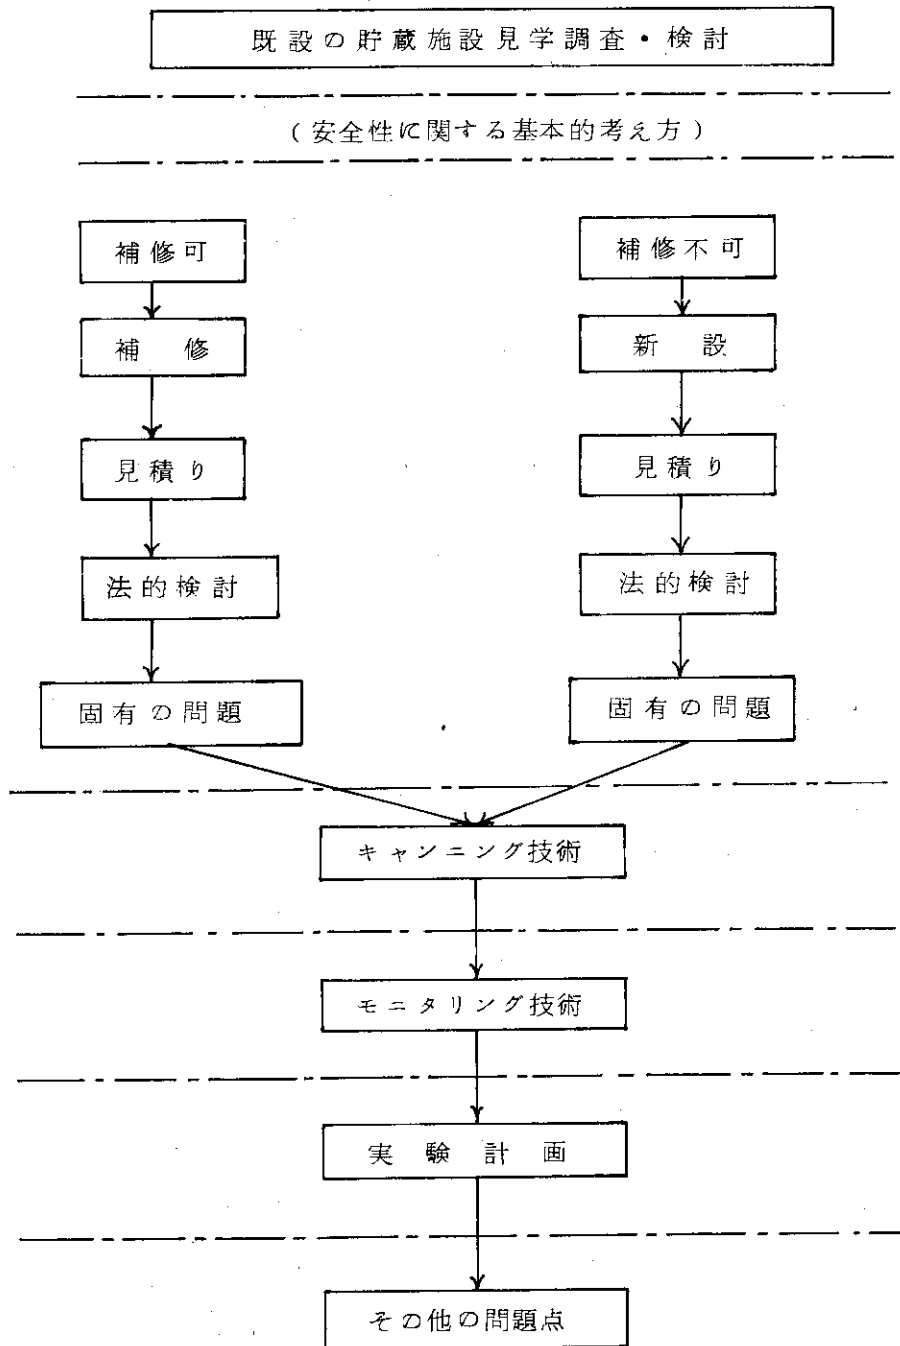 既設の貯蔵施設見学調査・検討
(安全性に関する基本的考え方)
補修可
補修
見積り
法的検討
固有の問題
補修不可
新設
見積り
法的検討
固有の問題
キャンニング技術
モニタリング技術
実験計画
その他の問題点